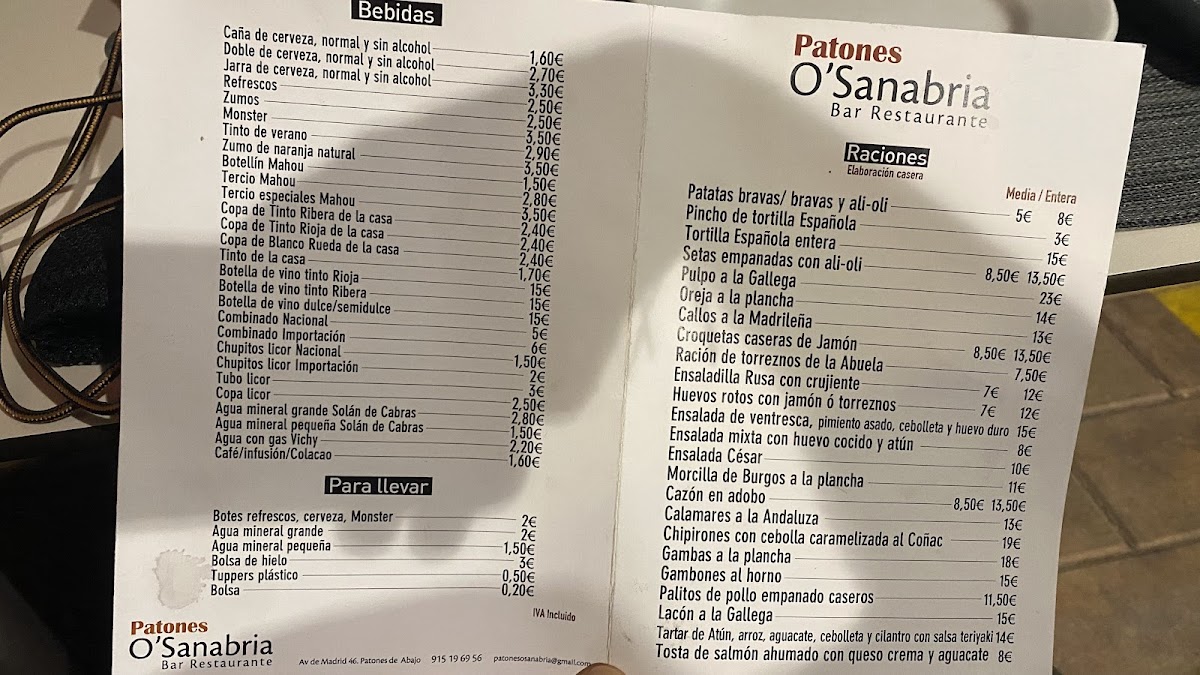 Bebidas
Caña de cerveza, normal y sin alcohol 1,60€
Doble de cerveza, normal y sin alcohol 2,70€
Jarra de cerveza, normal y sin alcohol 3,30€
Refrescos 2,50€
Zumos 2,50€
Monster 3,50€
Tinto de verano 2,90€
Zumo de naranja natural 3,50€
Botellín Mahou 1,50€
Tercio Mahou 2,80€
Tercio especiales Mahou 3,50€
Copa de Tinto Ribera de la casa 2,40€
Copa de Tinto Rioja de la casa 2,40€
Copa de Blanco Rueda de la casa 2,40€
Tinto de la casa 1,70€
Botella de vino tinto Rioja 15€
Botella de vino tinto Ribera 15€
Botella de vino dulce/semidulce 15€
Combinado Nacional 5€
Combinado Importación 6€
Chupitos licor Nacional 1,50€
Chupitos licor Importación 2€
Tubo licor 3€
Copa licor 2,50€
Agua mineral grande Solán de Cabras 2,80€
Agua mineral pequeña Solán de Cabras 1,50€
Agua con gas Vichy 2,20€
Café/infusión/Colacao 1,60€
Para llevar
Botes refrescos, cerveza, Monster 2€
Agua mineral grande 2€
Agua mineral pequeña 1,50€
Bolsa de hielo 3€
Tuppers plástico 0,50€
Bolsa 0,20€
IVA Incluido
Patones
O'Sanabria
Bar Restaurante
Av de Madrid 46. Patones de Abajo 915 19 69 56 patonesosanabria@gmail.com
Patones
O'Sanabria
Bar Restaurante
Raciones
Elaboración casera
Media / Entera
Patatas bravas/ bravas y ali-oli 5€ 8€
Pincho de tortilla Española 3€
Tortilla Española entera 15€
Setas empanadas con ali-oli 8,50€ 13,50€
Pulpo a la Gallega 23€
Oreja a la plancha 14€
Callos a la Madrileña 13€
Croquetas caseras de Jamón 8,50€ 13,50€
Ración de torreznos de la Abuela 7,50€
Ensaladilla Rusa con crujiente 7€ 12€
Huevos rotos con jamón ó torreznos 7€ 12€
Ensalada de ventresca, pimiento asado, cebolleta y huevo duro 15€
Ensalada mixta con huevo cocido y atún 8€
Ensalada César 10€
Morcilla de Burgos a la plancha 11€
Cazón en adobo 8,50€ 13,50€
Calamares a la Andaluza 13€
Chipirones con cebolla caramelizada al Coñac 19€
Gambas a la plancha 18€
Gambones al horno 15€
Palitos de pollo empanado caseros 11,50€
Lacón a la Gallega 15€
Tartar de Atún, arroz, aguacate, cebolleta y cilantro con salsa teriyaki 14€
Tosta de salmón ahumado con queso crema y aguacate 8€